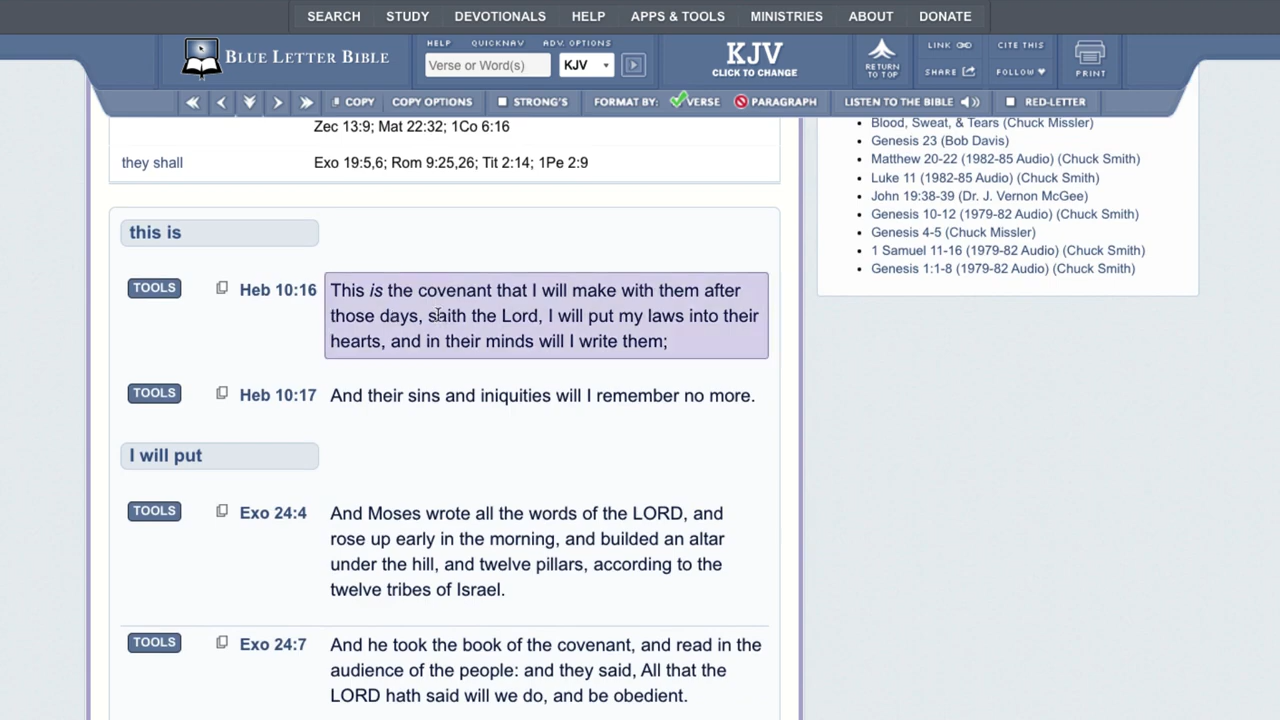 SEARCH STUDY DEVOTIONALS HELP APPS & TOOLS MINISTRIES ABOUT DONATE
BLUE LETTER BIBLE
HELP QUICKNAV ADV. OPTIONS
Verse or Word(s) KJV
KJV
CLICK TO CHANGE
RETURN
TO TOP
LINK CITE THIS
SHARE FOLLOW
PRINT
COPY COPY OPTIONS STRONG'S FORMAT BY: VERSE PARAGRAPH LISTEN TO THE BIBLE RED-LETTER
Zec 13:9; Mat 22:32; 1Co 6:16
they shall Exo 19:5,6; Rom 9:25,26; Tit 2:14; 1Pe 2:9
this is
TOOLS Heb 10:16 This is the covenant that I will make with them after
those days, saith the Lord, I will put my laws into their
hearts, and in their minds will I write them;
TOOLS Heb 10:17 And their sins and iniquities will I remember no more.
I will put
TOOLS Exo 24:4 And Moses wrote all the words of the LORD, and
rose up early in the morning, and builded an altar
under the hill, and twelve pillars, according to the
twelve tribes of Israel.
TOOLS Exo 24:7 And he took the book of the covenant, and read in the
audience of the people: and they said, All that the
LORD hath said will we do, and be obedient.
Blood, Sweat, & Tears (Chuck Missler)
Genesis 23 (Bob Davis)
Matthew 20-22 (1982-85 Audio) (Chuck Smith)
Luke 11 (1982-85 Audio) (Chuck Smith)
John 19:38-39 (Dr. J. Vernon McGee)
Genesis 10-12 (1979-82 Audio) (Chuck Smith)
Genesis 4-5 (Chuck Missler)
1 Samuel 11-16 (1979-82 Audio) (Chuck Smith)
Genesis 1:1-8 (1979-82 Audio) (Chuck Smith)